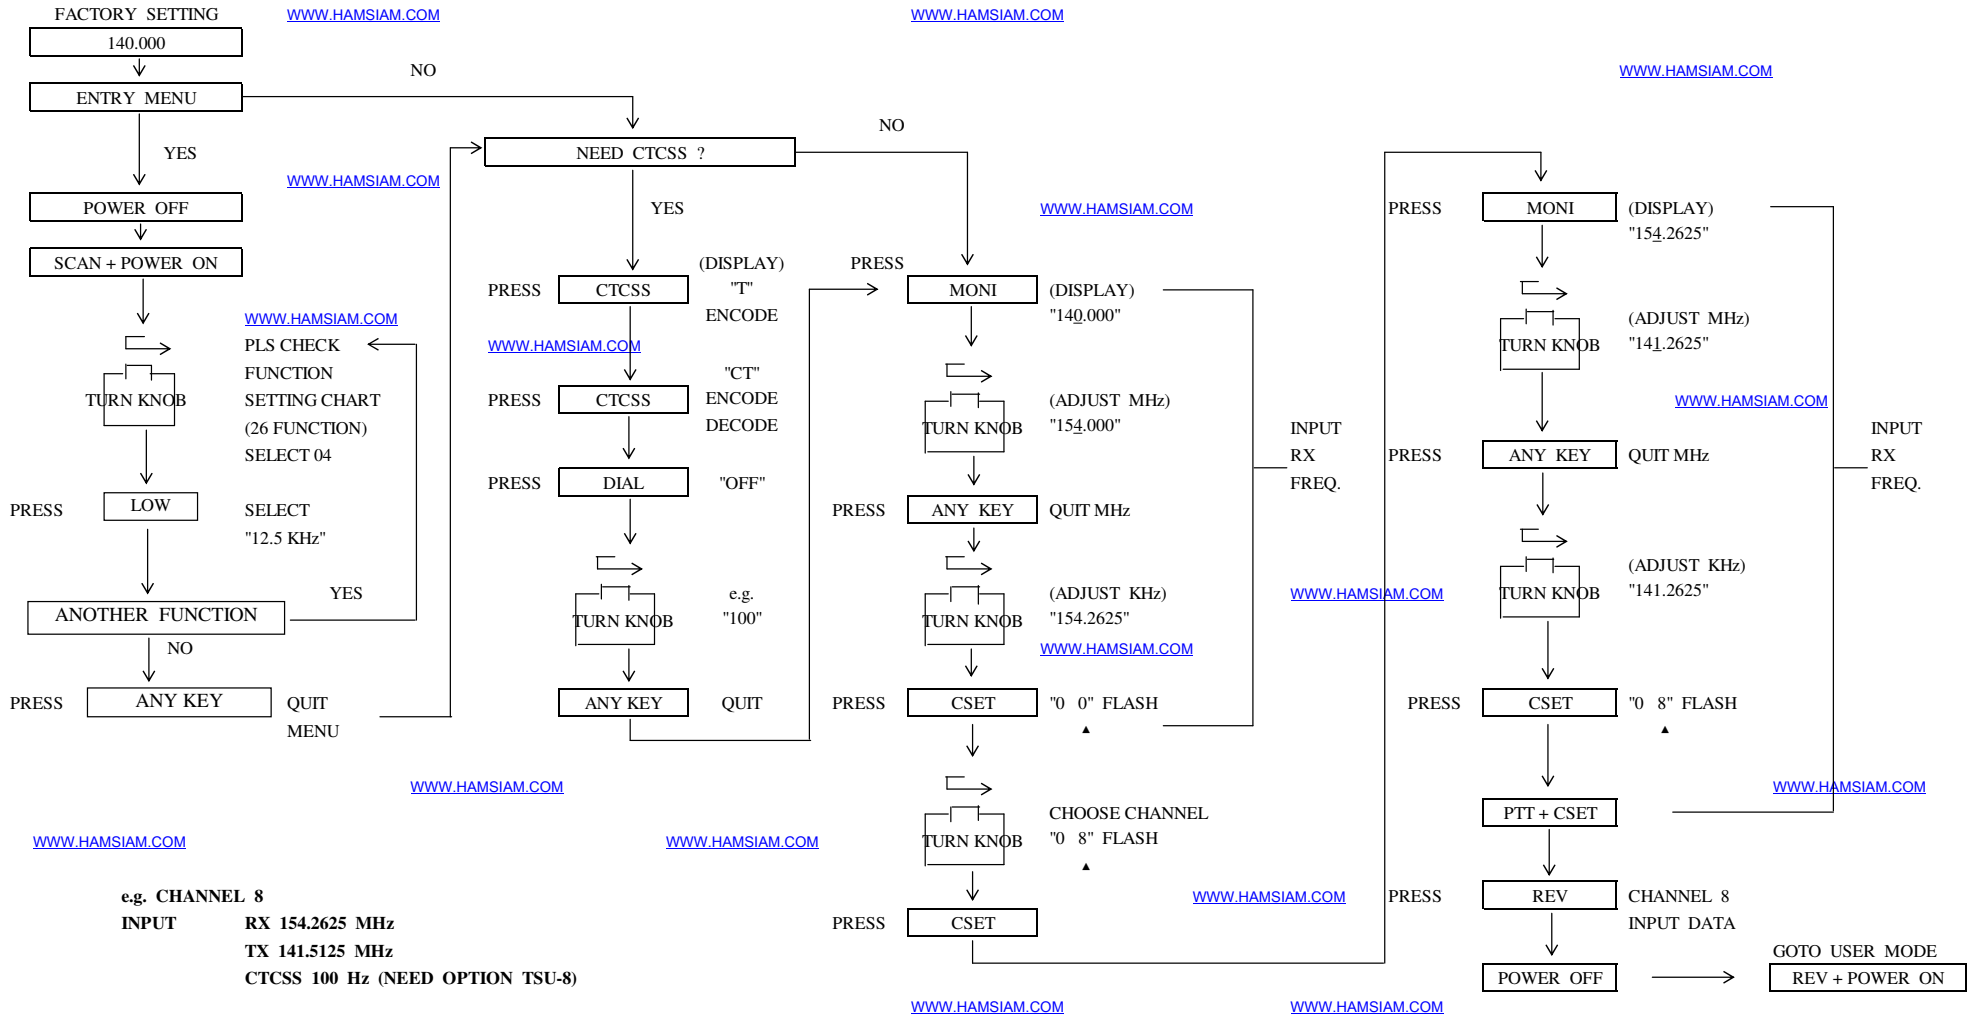 FACTORY SETTING
WWW.HAMSIAM.COM
WWW.HAMSIAM.COM
140.000
NO
WWW.HAMSIAM.COM
ENTRY MENU
YES
WWW.HAMSIAM.COM
POWER OFF
SCAN + POWER ON
WWW.HAMSIAM.COM
PLS CHECK
FUNCTION
SETTING CHART
(26 FUNCTION)
SELECT 04
TURN KNOB
PRESS
LOW
SELECT
"12.5 KHz"
ANOTHER FUNCTION
YES
NO
PRESS
ANY KEY
QUIT
MENU
NEED CTCSS ?
NO
YES
PRESS
CTCSS
(DISPLAY)
"T"
ENCODE
WWW.HAMSIAM.COM
PRESS
CTCSS
"CT"
ENCODE
DECODE
PRESS
DIAL
"OFF"
TURN KNOB
e.g.
"100"
ANY KEY
QUIT
WWW.HAMSIAM.COM
PRESS
MONI
(DISPLAY)
"140.000"
TURN KNOB
(ADJUST MHz)
"154.000"
INPUT
RX
FREQ.
PRESS
ANY KEY
QUIT MHz
TURN KNOB
(ADJUST KHz)
"154.2625"
WWW.HAMSIAM.COM
WWW.HAMSIAM.COM
PRESS
CSET
"0 0" FLASH
▲
TURN KNOB
CHOOSE CHANNEL
"0 8" FLASH
▲
WWW.HAMSIAM.COM
PRESS
CSET
PRESS
MONI
(DISPLAY)
"154.2625"
TURN KNOB
(ADJUST MHz)
"141.2625"
WWW.HAMSIAM.COM
INPUT
RX
FREQ.
PRESS
ANY KEY
QUIT MHz
TURN KNOB
(ADJUST KHz)
"141.2625"
PRESS
CSET
"0 8" FLASH
▲
WWW.HAMSIAM.COM
PTT + CSET
PRESS
REV
CHANNEL 8
INPUT DATA
POWER OFF
GOTO USER MODE
REV + POWER ON
WWW.HAMSIAM.COM
WWW.HAMSIAM.COM
WWW.HAMSIAM.COM
e.g. CHANNEL 8
INPUT RX 154.2625 MHz
TX 141.5125 MHz
CTCSS 100 Hz (NEED OPTION TSU-8)
WWW.HAMSIAM.COM
WWW.HAMSIAM.COM